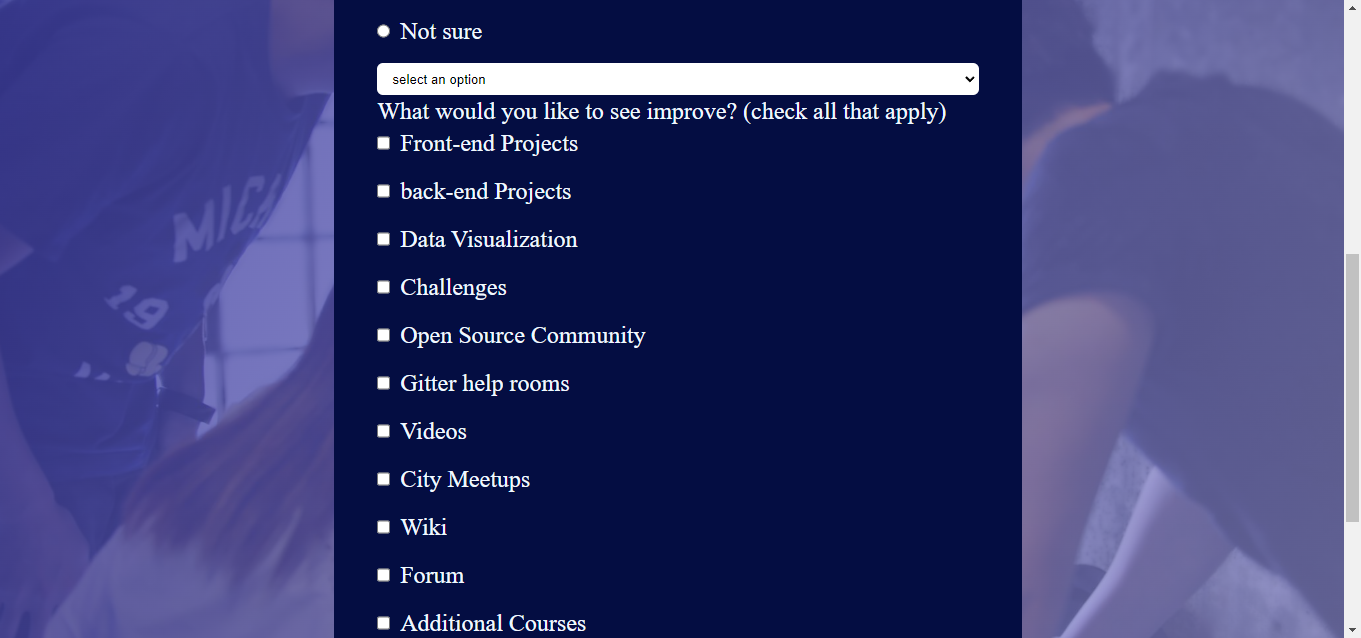 Not sure
select an option
What would you like to see improve? (check all that apply)
Front-end Projects
back-end Projects
Data Visualization
Challenges
Open Source Community
Gitter help rooms
Videos
City Meetups
Wiki
Forum
Additional Courses
19